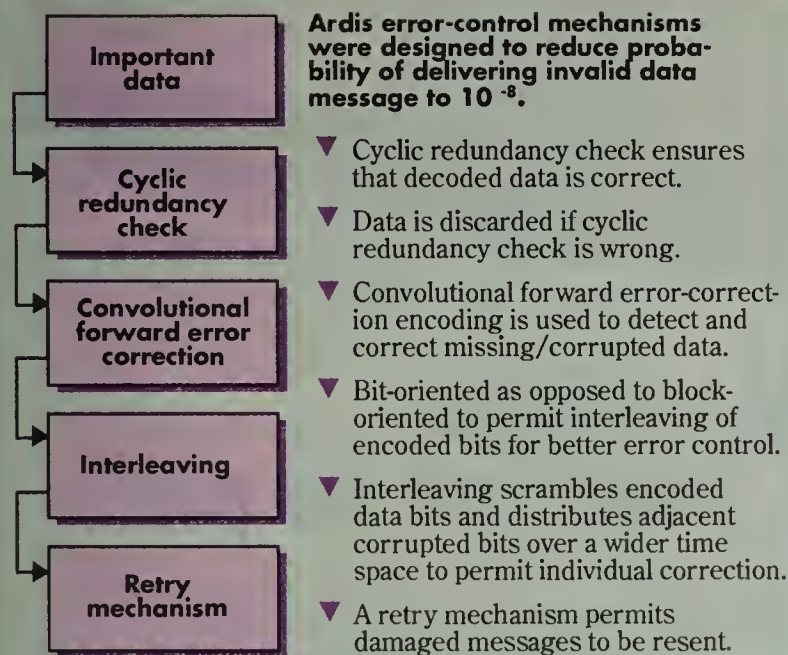 Important
data
Cyclic
redundancy
check
Convolutional
forward error
correction
Interleaving
Retry
mechanism
Ardis error-control mechanisms
were designed to reduce proba-
bility of delivering invalid data
message to 10 -8.
▼ Cyclic redundancy check ensures
that decoded data is correct.
▼ Data is discarded if cyclic
redundancy check is wrong.
▼ Convolutional forward error-correct-
ion encoding is used to detect and
correct missing/corrupted data.
▼ Bit-oriented as opposed to block-
oriented to permit interleaving of
encoded bits for better error control.
▼ Interleaving scrambles encoded
data bits and distributes adjacent
corrupted bits over a wider time
space to permit individual correction.
▼ A retry mechanism permits
damaged messages to be resent.